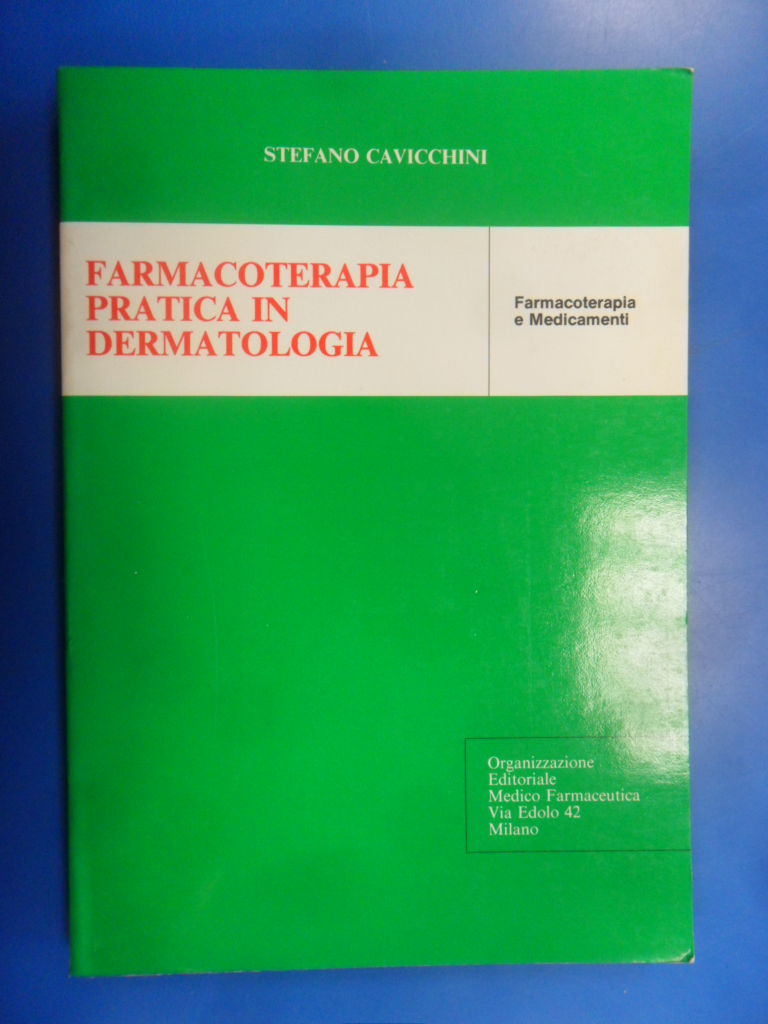 STEFANO CAVICCHINI
FARMACOTERAPIA
PRATICA IN
DERMATOLOGIA
Farmacoterapia
e Medicamenti
Organizzazione
Editoriale
Medico Farmaceutica
Via Edolo 42
Milano